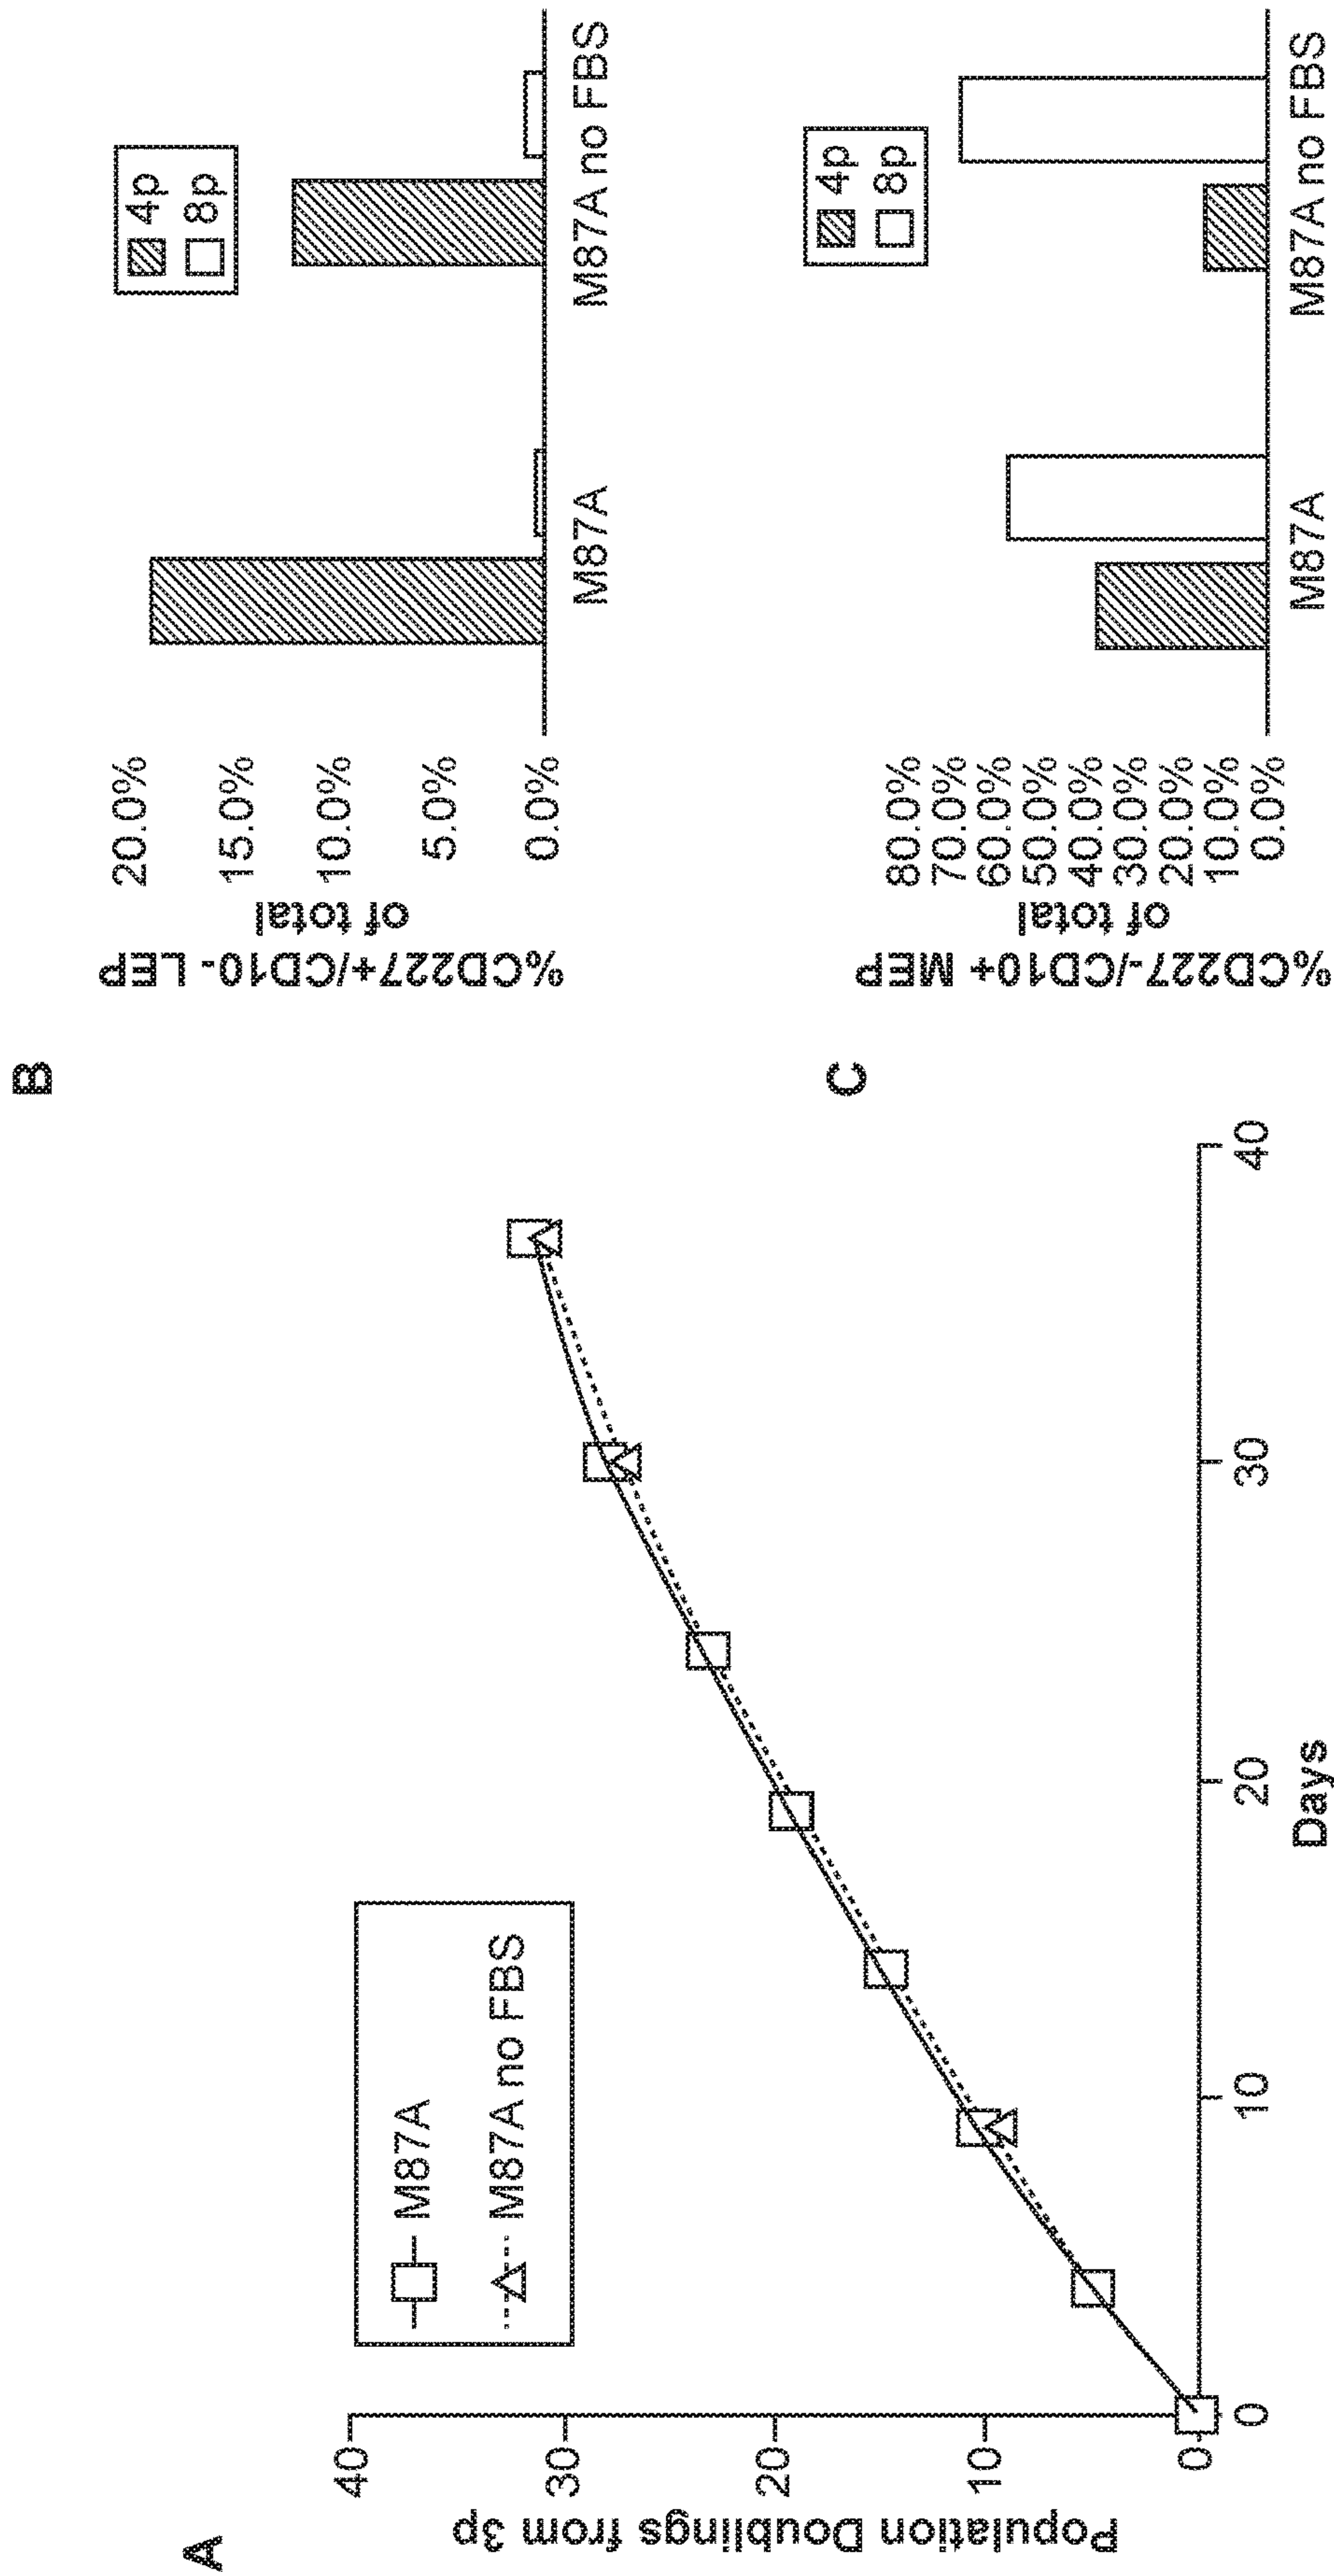 A
Population Doublings from 3p
40
30
20
10
0
M87A
M87A no FBS
0
10
20
30
40
Days
B
%CD227+/CD10- LEP
of total
20.0%
15.0%
10.0%
5.0%
0.0%
4p
8p
M87A
M87A no FBS
C
%CD227-/CD10+ MEP
of total
80.0%
70.0%
60.0%
50.0%
40.0%
30.0%
20.0%
10.0%
0.0%
4p
8p
M87A
M87A no FBS